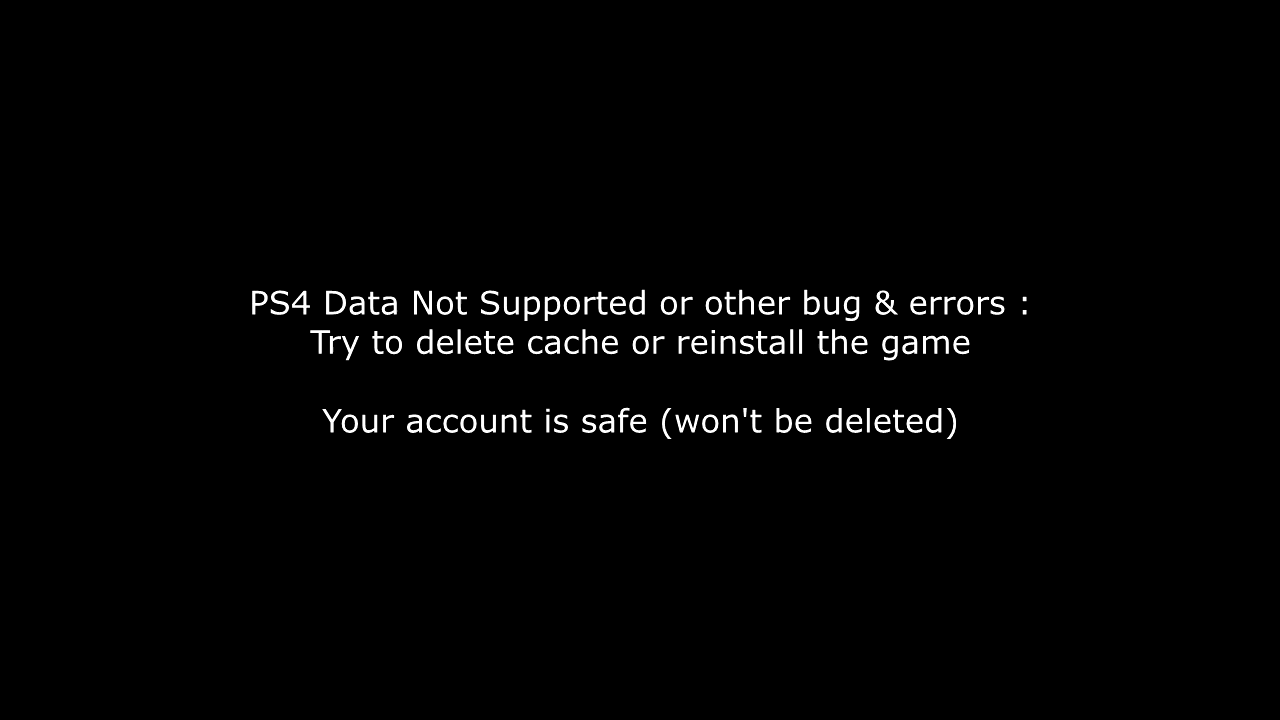 PS4 Data Not Supported or other bug & errors :
Try to delete cache or reinstall the game
Your account is safe (won't be deleted)